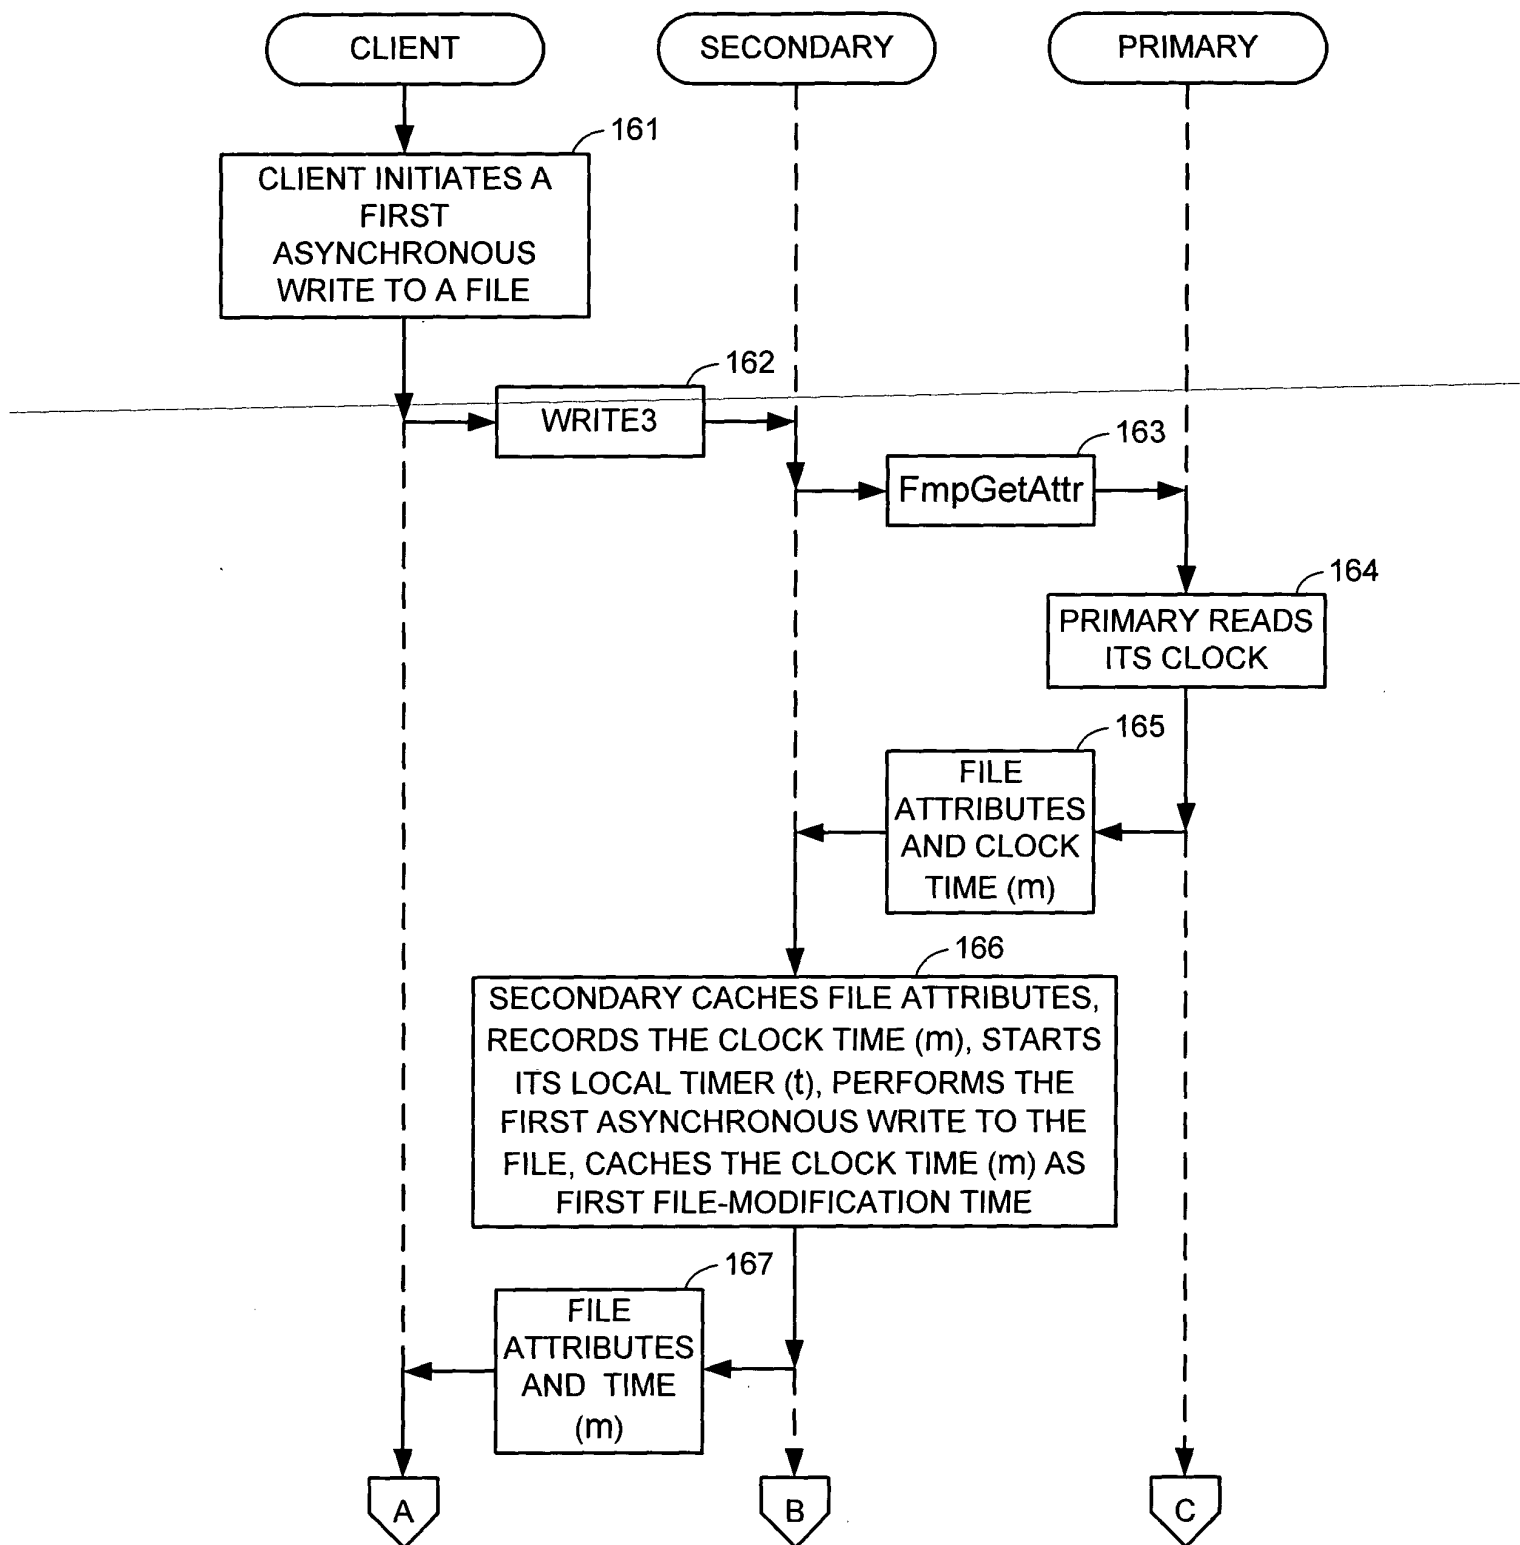 CLIENT
SECONDARY
PRIMARY
161
CLIENT INITIATES A
FIRST
ASYNCHRONOUS
WRITE TO A FILE
162
WRITE3
163
FmpGetAttr
164
PRIMARY READS
ITS CLOCK
165
FILE
ATTRIBUTES
AND CLOCK
TIME (m)
166
SECONDARY CACHES FILE ATTRIBUTES,
RECORDS THE CLOCK TIME (m), STARTS
ITS LOCAL TIMER (t), PERFORMS THE
FIRST ASYNCHRONOUS WRITE TO THE
FILE, CACHES THE CLOCK TIME (m) AS
FIRST FILE-MODIFICATION TIME
167
FILE
ATTRIBUTES
AND TIME
(m)
A
B
C